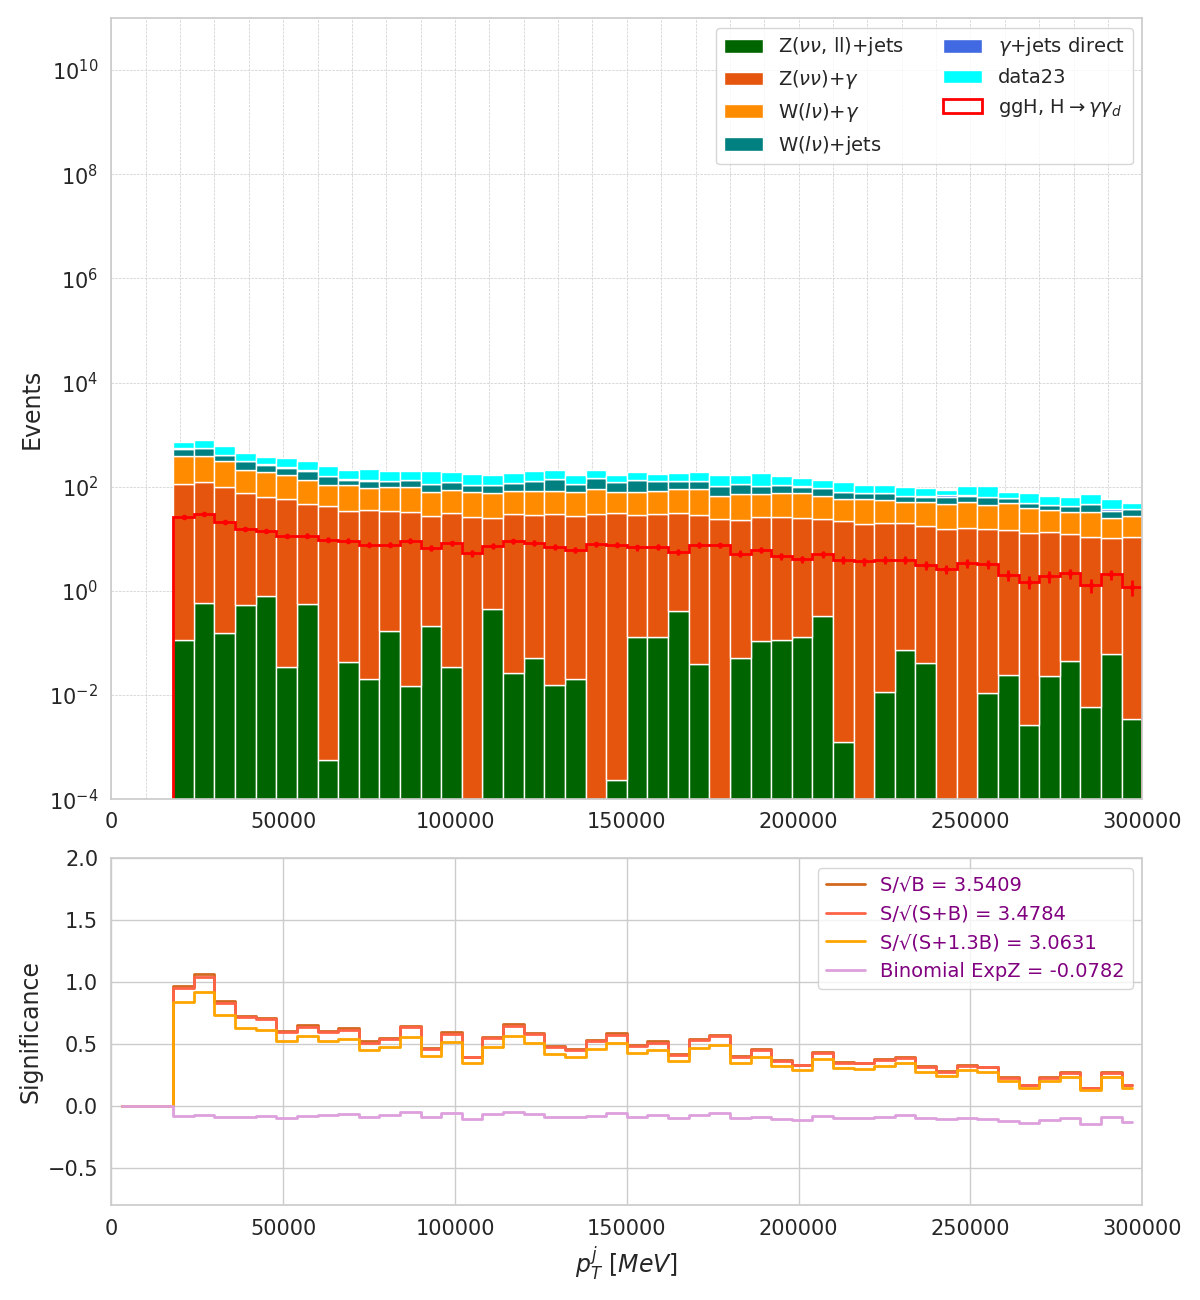 Z(νν, ll)+jets
Z(νν)+γ
W(lν)+γ
W(lν)+jets
γ+jets direct
data23
ggH, H→γγ_d
Events
10^10
10^8
10^6
10^4
10^2
10^0
10^−2
10^−4
0 50000 100000 150000 200000 250000 300000
S/√B = 3.5409
S/√(S+B) = 3.4784
S/√(S+1.3B) = 3.0631
Binomial ExpZ = -0.0782
Significance
2.0
1.5
1.0
0.5
0.0
−0.5
0 50000 100000 150000 200000 250000 300000
p_T^j [MeV]